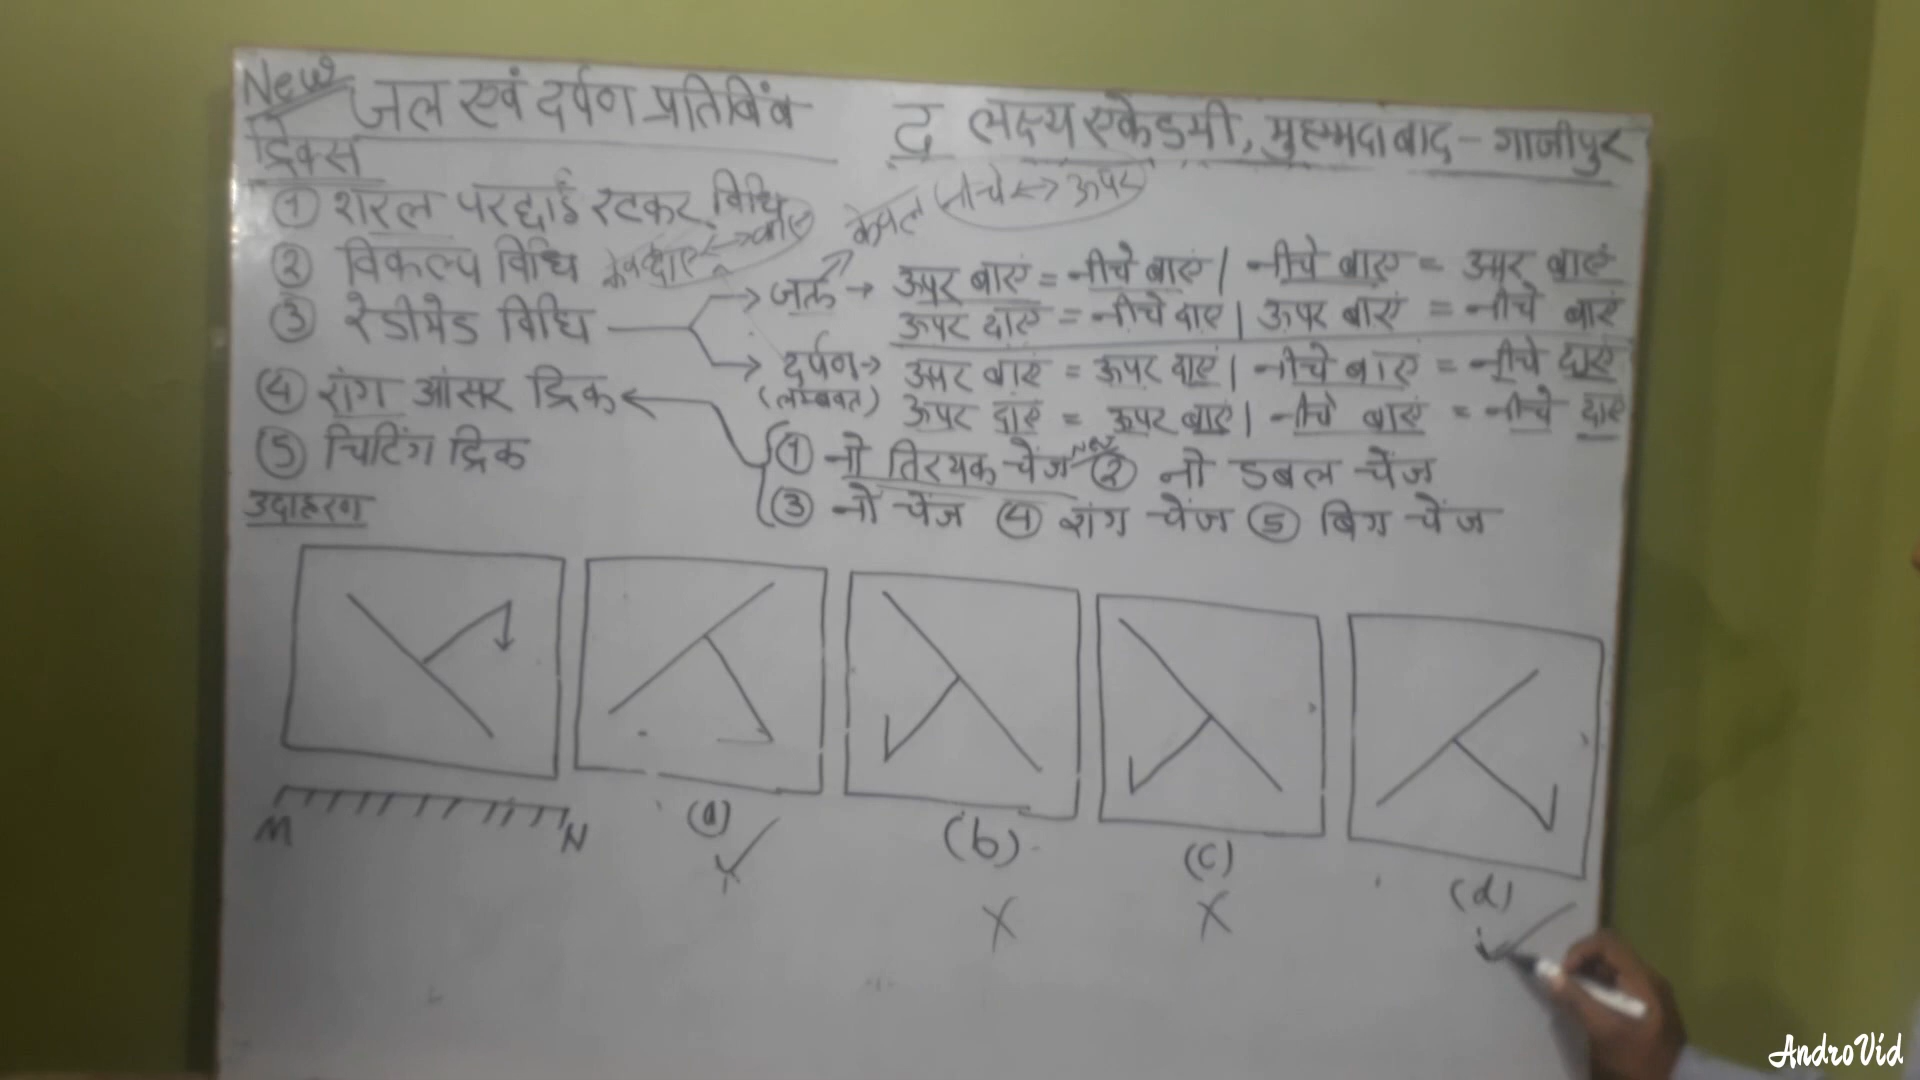 New जल एवं दर्पण प्रतिबिंब
द लक्ष्य एकेडमी, मुहम्मदाबाद - गाजीपुर
ट्रिक्स
① शरल परछाई रटकर विधि
② विकल्प विधि
केवल नीचे ↔ ऊपर
③ रेडीमेड विधि
→ जल → ऊपर बाएं = नीचे बाएं | नीचे बाएं = ऊपर बाएं
ऊपर दाएं = नीचे दाएं | ऊपर बाएं = नीचे बाएं
→ दर्पण → ऊपर बाएं = ऊपर दाएं | नीचे बाएं = नीचे दाएं
(लम्बवत) ऊपर दाएं = ऊपर बाएं | नीचे बाएं = नीचे दाएं
④ रांग आंसर ट्रिक
⑤ चिटिंग ट्रिक
① नो तिरयक चेंज ② नो डबल चेंज
③ नो चेंज ④ रांग चेंज ⑤ बिग चेंज
उदाहरण
M N
(a) (b) (c) (d)
AndroVid